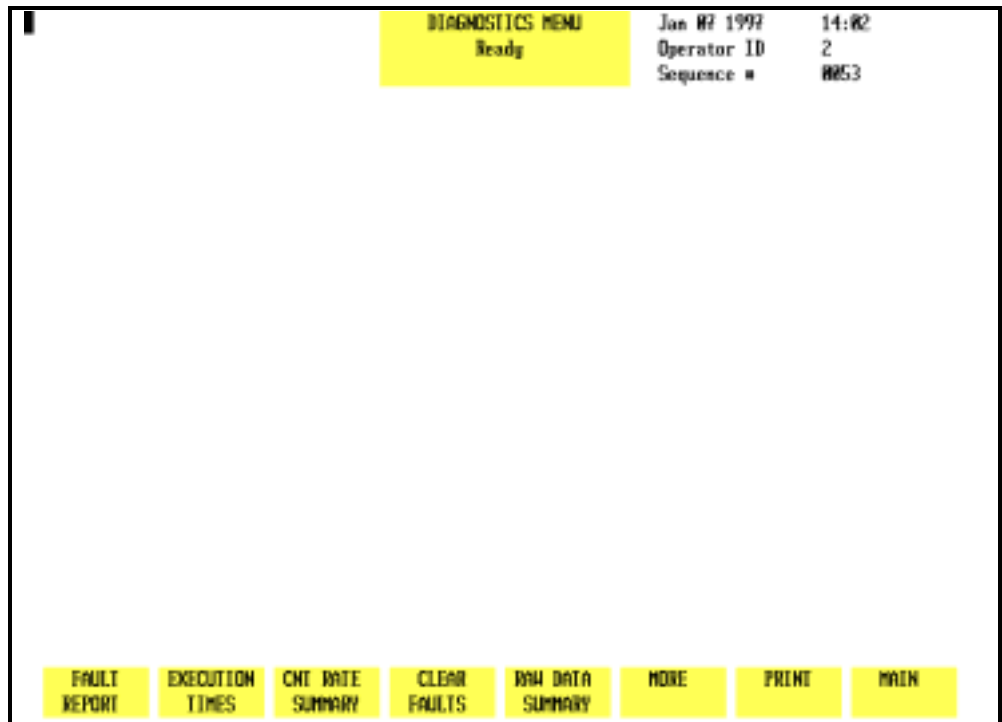 DIAGNOSTICS MENU
Ready
Jan 07 1997 14:02
Operator ID 2
Sequence # 0053
FAULT REPORT
EXECUTION TIMES
CNT RATE SUMMARY
CLEAR FAULTS
RAW DATA SUMMARY
MORE
PRINT
MAIN